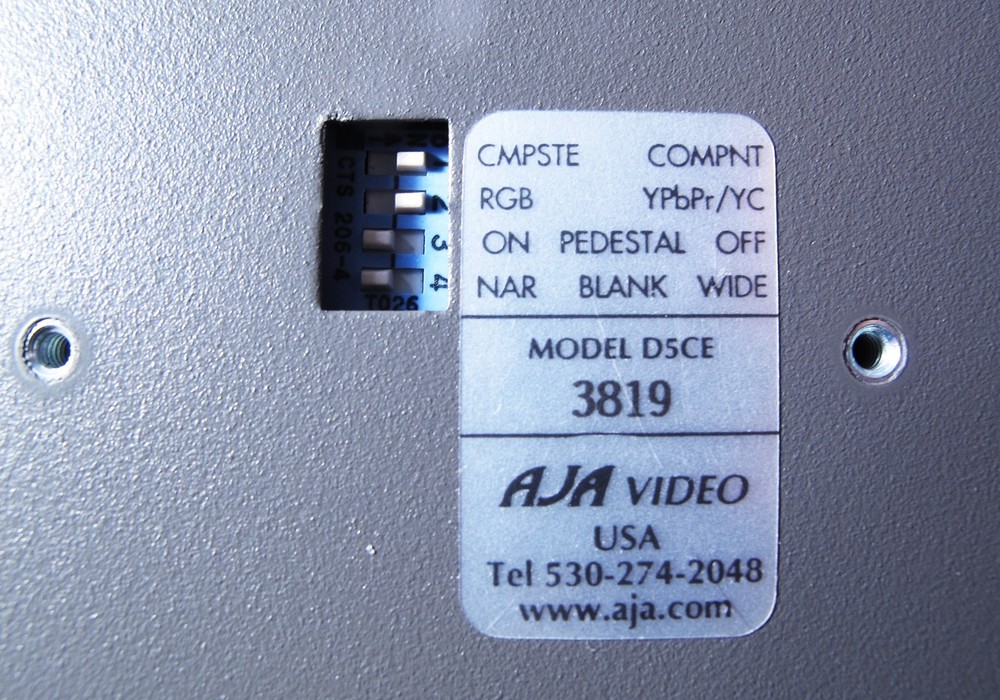 CTS 206-4
3
4
T026
CMPSTE COMPNT
RGB YPbPr/YC
ON PEDESTAL OFF
NAR BLANK WIDE
MODEL D5CE
3819
AJA VIDEO
USA
Tel 530-274-2048
www.aja.com